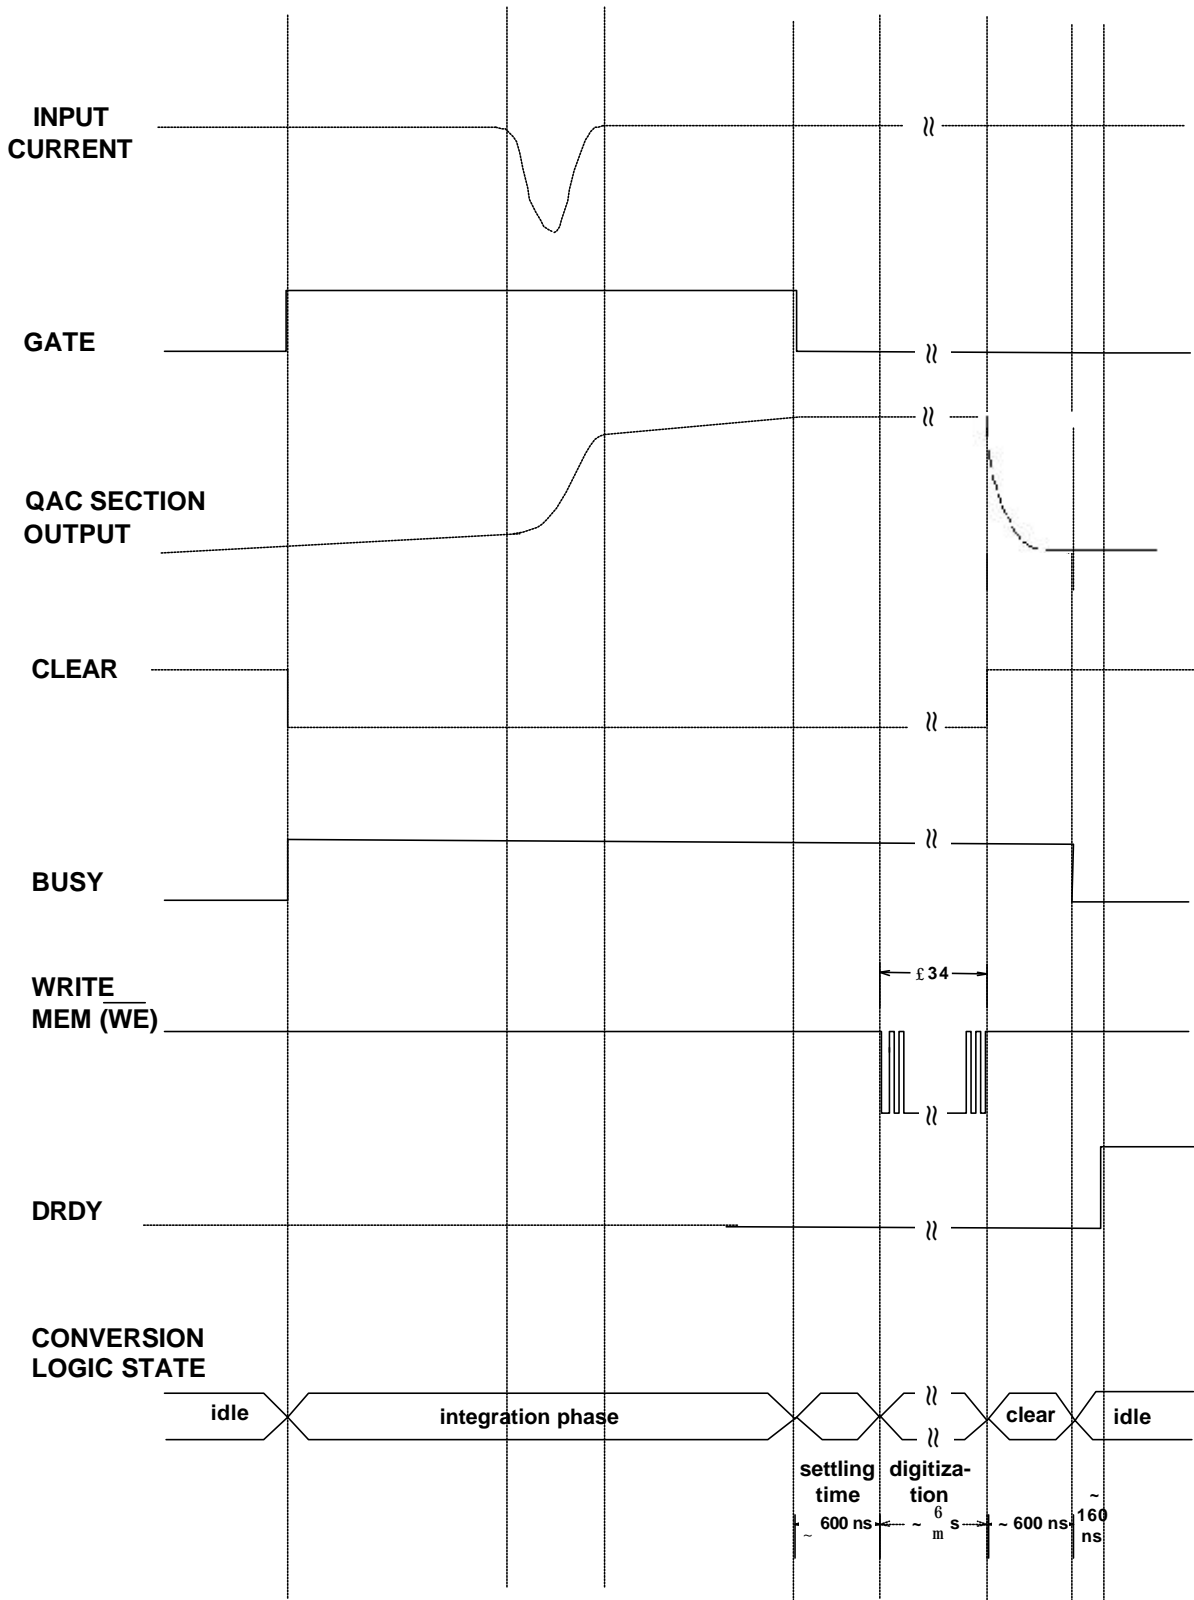 INPUT
CURRENT
GATE
QAC SECTION
OUTPUT
CLEAR
BUSY
WRITE
MEM (WE)
£ 34
DRDY
CONVERSION
LOGIC STATE
idle
integration phase
clear
idle
settling
time
digitiza-
tion
~ 600 ns
~ 6 m s
~ 600 ns
~
160
ns